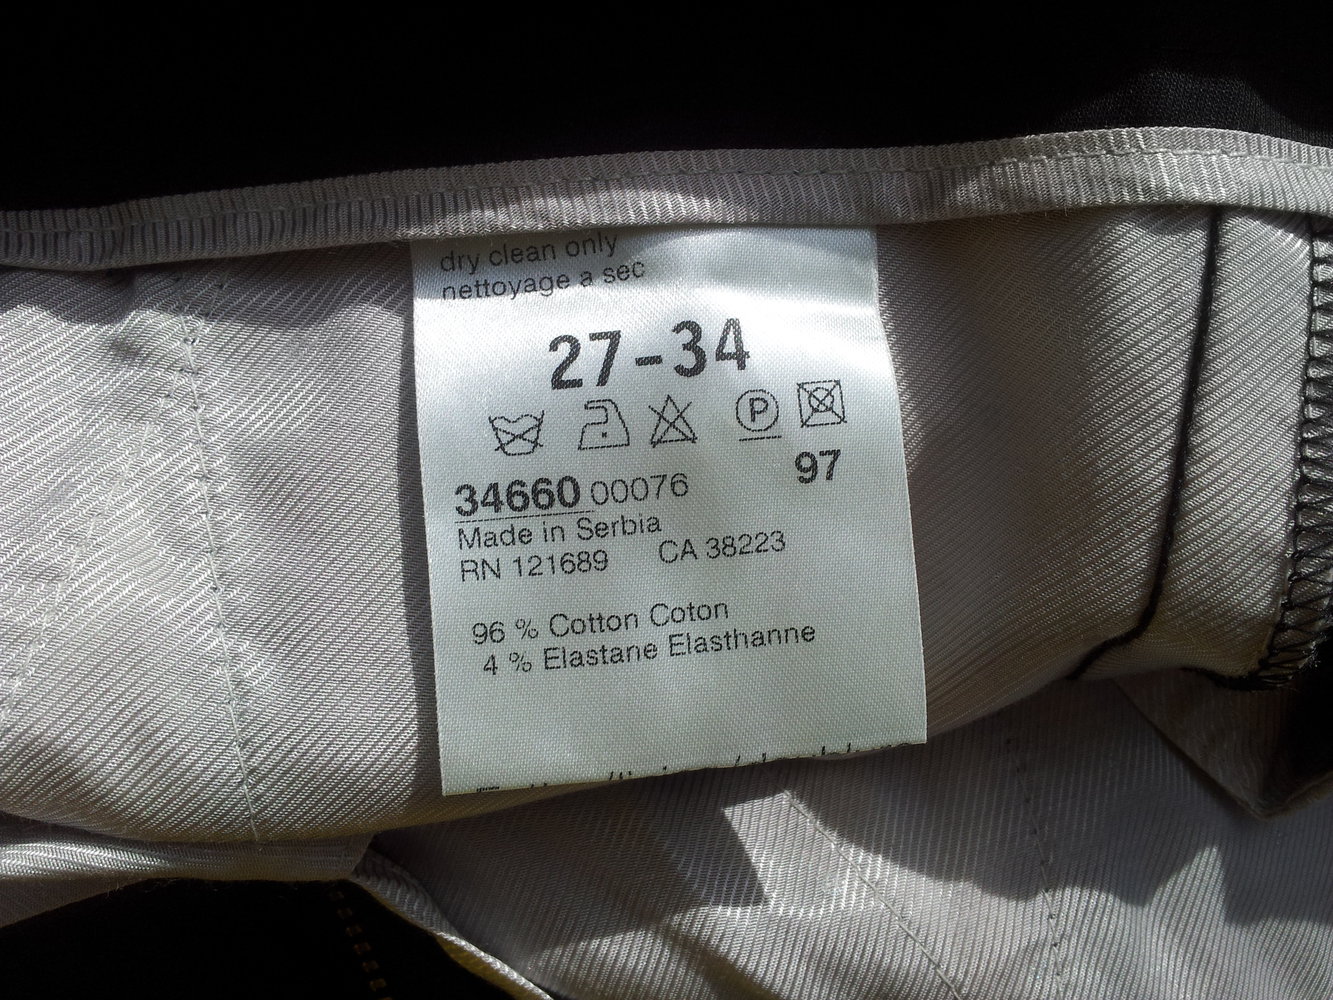 dry clean only
nettoyage a sec
27-34
P
97
34660 00076
Made in Serbia
RN 121689 CA 38223
96 % Cotton Coton
4 % Elastane Elasthanne